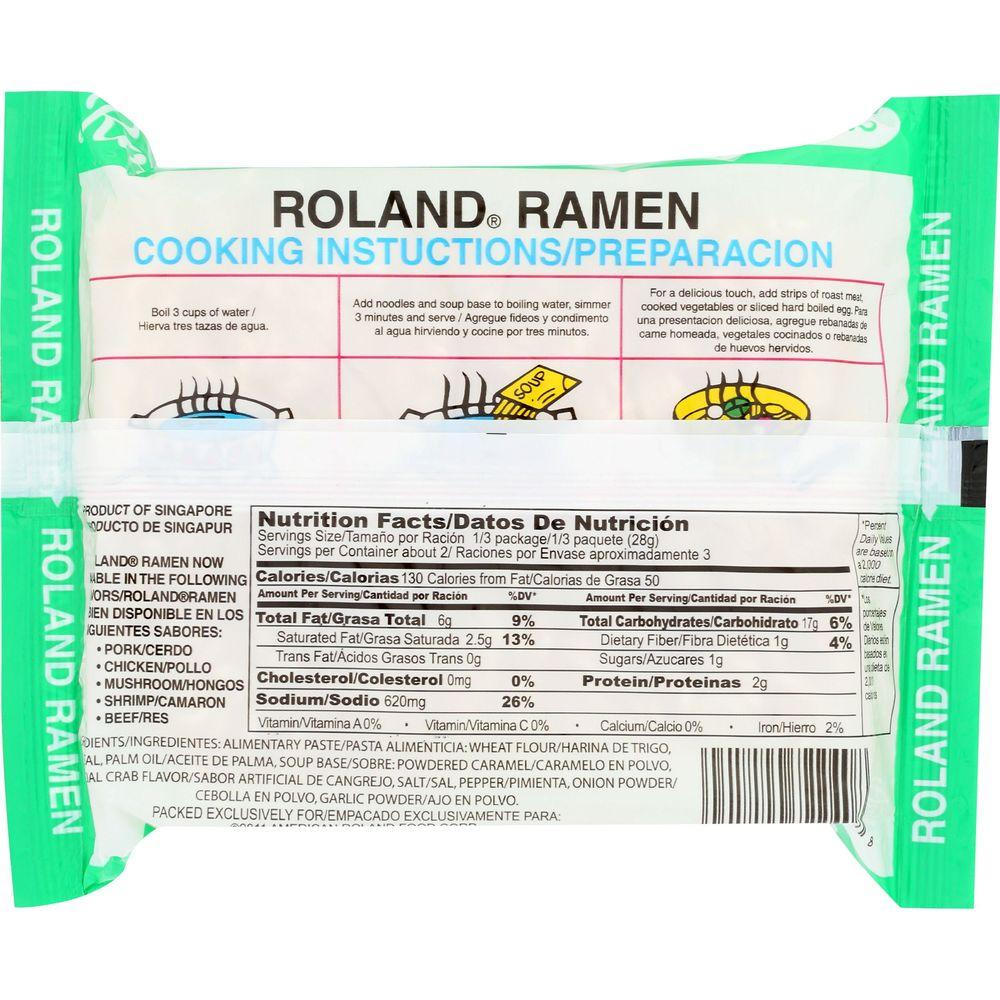 ROLAND® RAMEN
COOKING INSTUCTIONS/PREPARACION
Boil 3 cups of water /
Hierva tres tazas de agua.
Add noodles and soup base to boiling water, simmer
3 minutes and serve / Agregue fideos y condimento
al agua hirviendo y cocine por tres minutos.
For a delicious touch, add strips of roast meat,
cooked vegetables or sliced hard boiled egg. Para
una presentacion deliciosa, agregue rebanadas de
carne horneada, vegetales cocinados o rebanadas
de huevos hervidos.
SOUP
ROLAND
ROLAND RAMEN
ROLAND RAMEN
RAMEN
PRODUCT OF SINGAPORE
DUCTO DE SINGAPUR
LAND® RAMEN NOW
ABLE IN THE FOLLOWING
VORS/ROLAND®RAMEN
BIEN DISPONIBLE EN LOS
GUIENTES SABORES:
• PORK/CERDO
• CHICKEN/POLLO
• MUSHROOM/HONGOS
• SHRIMP/CAMARON
• BEEF/RES
Nutrition Facts/Datos De Nutrición
Servings Size/Tamaño por Ración 1/3 package/1/3 paquete (28g)
Servings per Container about 2/ Raciones por Envase aproximadamente 3
Calories/Calorias 130 Calories from Fat/Calorias de Grasa 50
Amount Per Serving/Cantidad por Ración %DV* Amount Per Serving/Cantidad por Ración %DV*
Total Fat/Grasa Total 6g 9% Total Carbohydrates/Carbohidrato 17g 6%
Saturated Fat/Grasa Saturada 2.5g 13% Dietary Fiber/Fibra Dietética 1g 4%
Trans Fat/Ácidos Grasos Trans 0g Sugars/Azucares 1g
Cholesterol/Colesterol 0mg 0% Protein/Proteinas 2g
Sodium/Sodio 620mg 26%
Vitamin/Vitamina A 0% • Vitamin/Vitamina C 0% • Calcium/Calcio 0% • Iron/Hierro 2%
*Percent
Daily Values
are based on
a 2,000
calorie diet.
DIENTS/INGREDIENTES: ALIMENTARY PASTE/PASTA ALIMENTICIA: WHEAT FLOUR/HARINA DE TRIGO,
AL, PALM OIL/ACEITE DE PALMA, SOUP BASE/SOBRE: POWDERED CARAMEL/CARAMELO EN POLVO,
AL CRAB FLAVOR/SABOR ARTIFICIAL DE CANGREJO, SALT/SAL, PEPPER/PIMIENTA, ONION POWDER/
CEBOLLA EN POLVO, GARLIC POWDER/AJO EN POLVO.
PACKED EXCLUSIVELY FOR/EMPACADO EXCLUSIVAMENTE PARA:
8